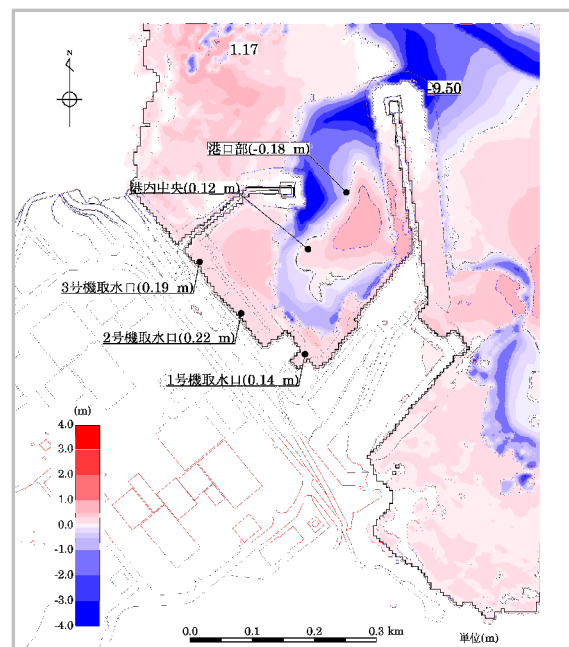 1.17
N
-9.50
港口部(-0.18 m)
港内中央(0.12 m)
3号機取水口(0.19 m)
2号機取水口(0.22 m)
1号機取水口(0.14 m)
(m)
4.0
3.0
2.0
1.0
0.0
-1.0
-2.0
-3.0
-4.0
0.0 0.1 0.2 0.3 km
単位(m)